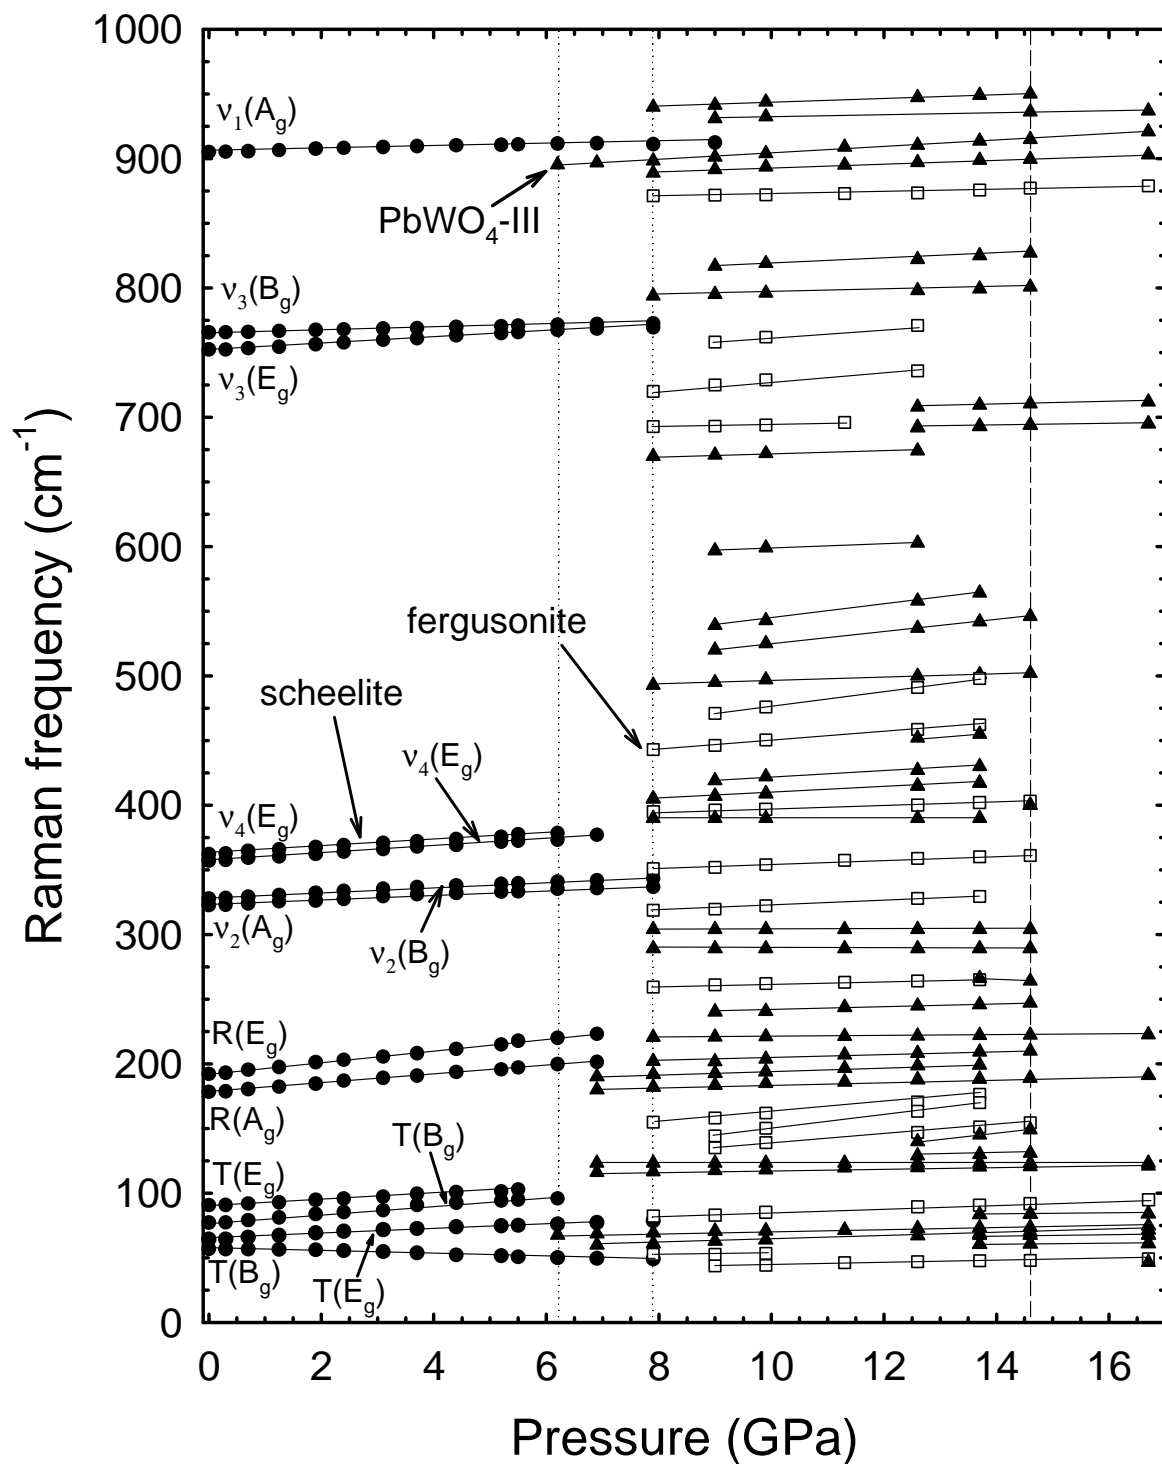 1000
ν1(Ag)
900
PbWO4-III
800
ν3(Bg)
ν3(Eg)
700
600
fergusonite
500
scheelite
ν4(Eg)
400
ν4(Eg)
ν2(Ag)
ν2(Bg)
300
R(Eg)
200
R(Ag)
T(Bg)
T(Eg)
100
T(Bg)
T(Eg)
0
0 2 4 6 8 10 12 14 16
Pressure (GPa)
Raman frequency (cm-1)